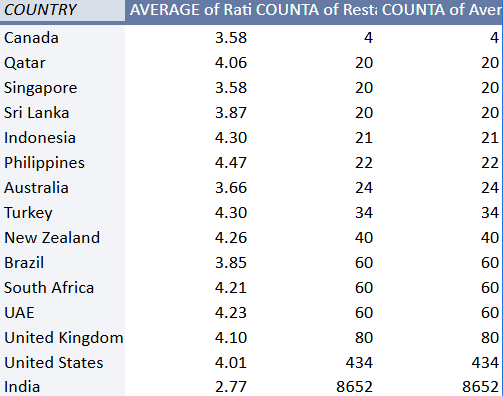 COUNTRY AVERAGE of Rati COUNTA of Resta COUNTA of Aver
Canada 3.58 4 4
Qatar 4.06 20 20
Singapore 3.58 20 20
Sri Lanka 3.87 20 20
Indonesia 4.30 21 21
Philippines 4.47 22 22
Australia 3.66 24 24
Turkey 4.30 34 34
New Zealand 4.26 40 40
Brazil 3.85 60 60
South Africa 4.21 60 60
UAE 4.23 60 60
United Kingdom 4.10 80 80
United States 4.01 434 434
India 2.77 8652 8652